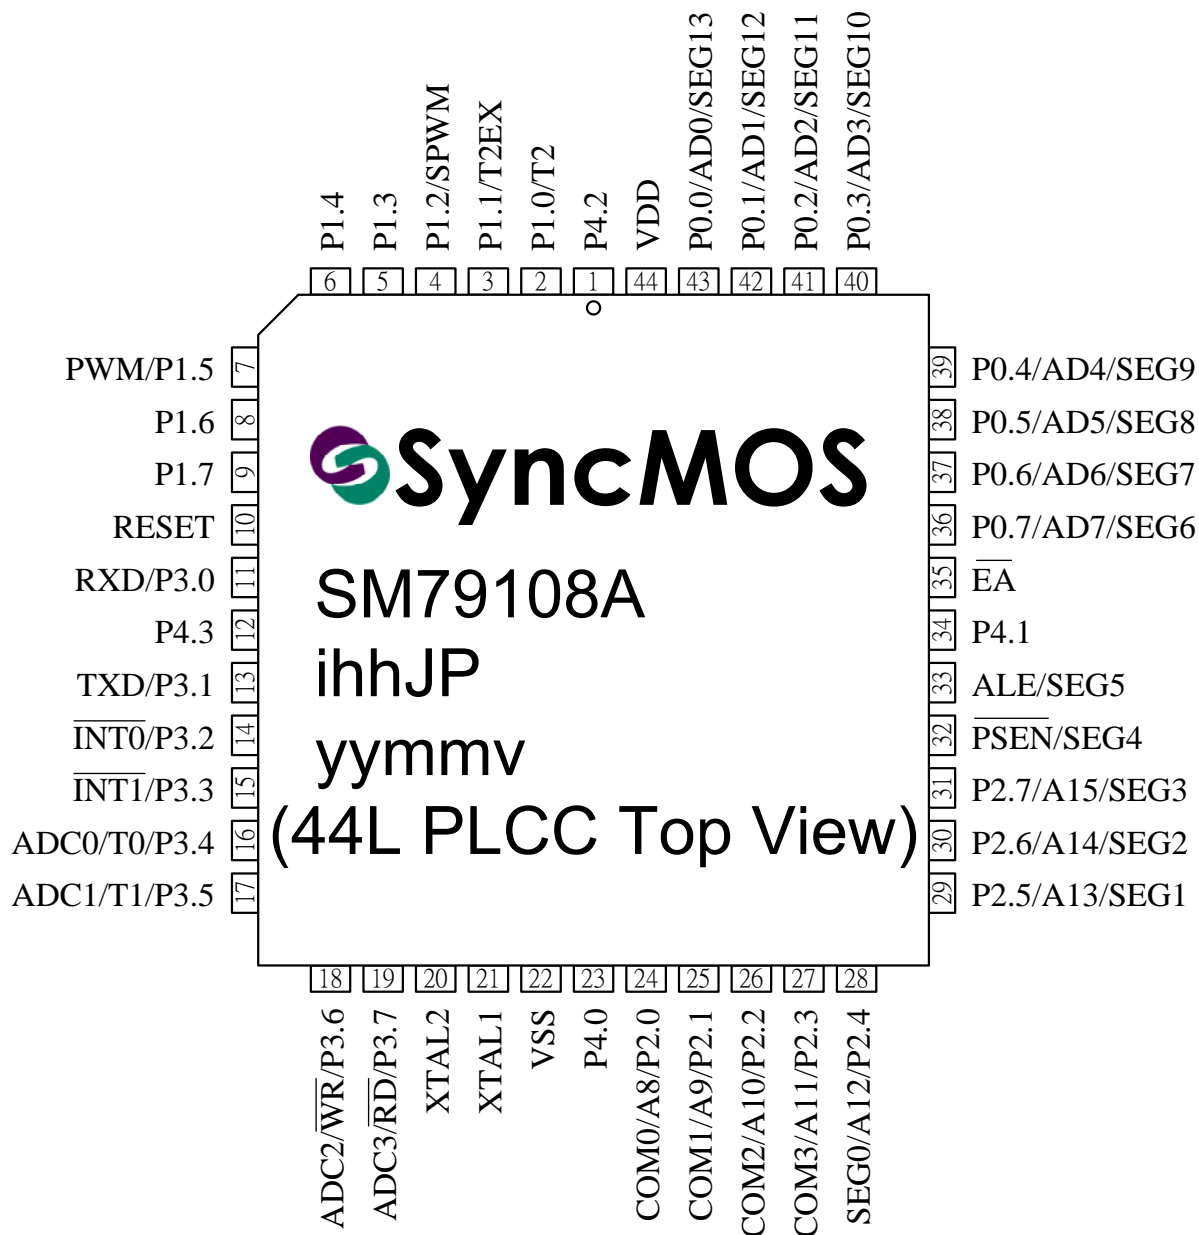 P1.4
P1.3
P1.2/SPWM
P1.1/T2EX
P1.0/T2
P4.2
VDD
P0.0/AD0/SEG13
P0.1/AD1/SEG12
P0.2/AD2/SEG11
P0.3/AD3/SEG10
6
5
4
3
2
1
44
43
42
41
40
PWM/P1.5 7
P1.6 8
P1.7 9
RESET 10
RXD/P3.0 11
P4.3 12
TXD/P3.1 13
INT0/P3.2 14
INT1/P3.3 15
ADC0/T0/P3.4 16
ADC1/T1/P3.5 17
SyncMOS
SM79108A
ihhJP
yymmv
(44L PLCC Top View)
39 P0.4/AD4/SEG9
38 P0.5/AD5/SEG8
37 P0.6/AD6/SEG7
36 P0.7/AD7/SEG6
35 EA
34 P4.1
33 ALE/SEG5
32 PSEN/SEG4
31 P2.7/A15/SEG3
30 P2.6/A14/SEG2
29 P2.5/A13/SEG1
18
19
20
21
22
23
24
25
26
27
28
ADC2/WR/P3.6
ADC3/RD/P3.7
XTAL2
XTAL1
VSS
P4.0
COM0/A8/P2.0
COM1/A9/P2.1
COM2/A10/P2.2
COM3/A11/P2.3
SEG0/A12/P2.4